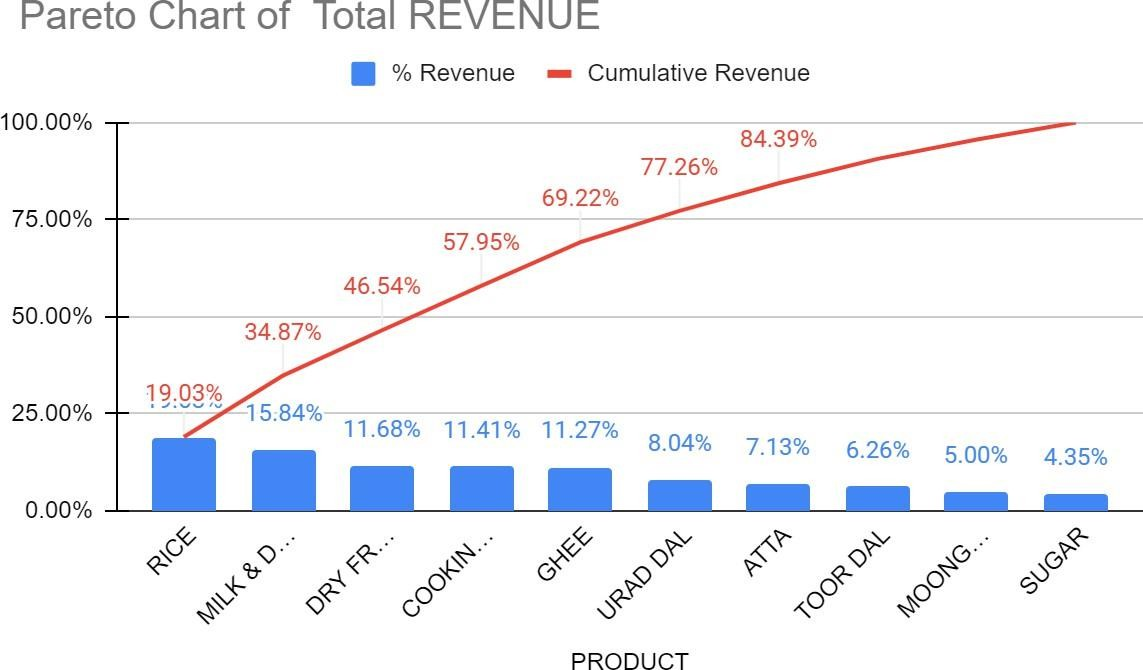 Pareto Chart of Total REVENUE
% Revenue Cumulative Revenue
100.00%
75.00%
50.00%
25.00%
0.00%
19.03%
34.87%
46.54%
57.95%
69.22%
77.26%
84.39%
15.84%
11.68%
11.41%
11.27%
8.04%
7.13%
6.26%
5.00%
4.35%
RICE
MILK & D...
DRY FR...
COOKIN...
GHEE
URAD DAL
ATTA
TOOR DAL
MOONG...
SUGAR
PRODUCT